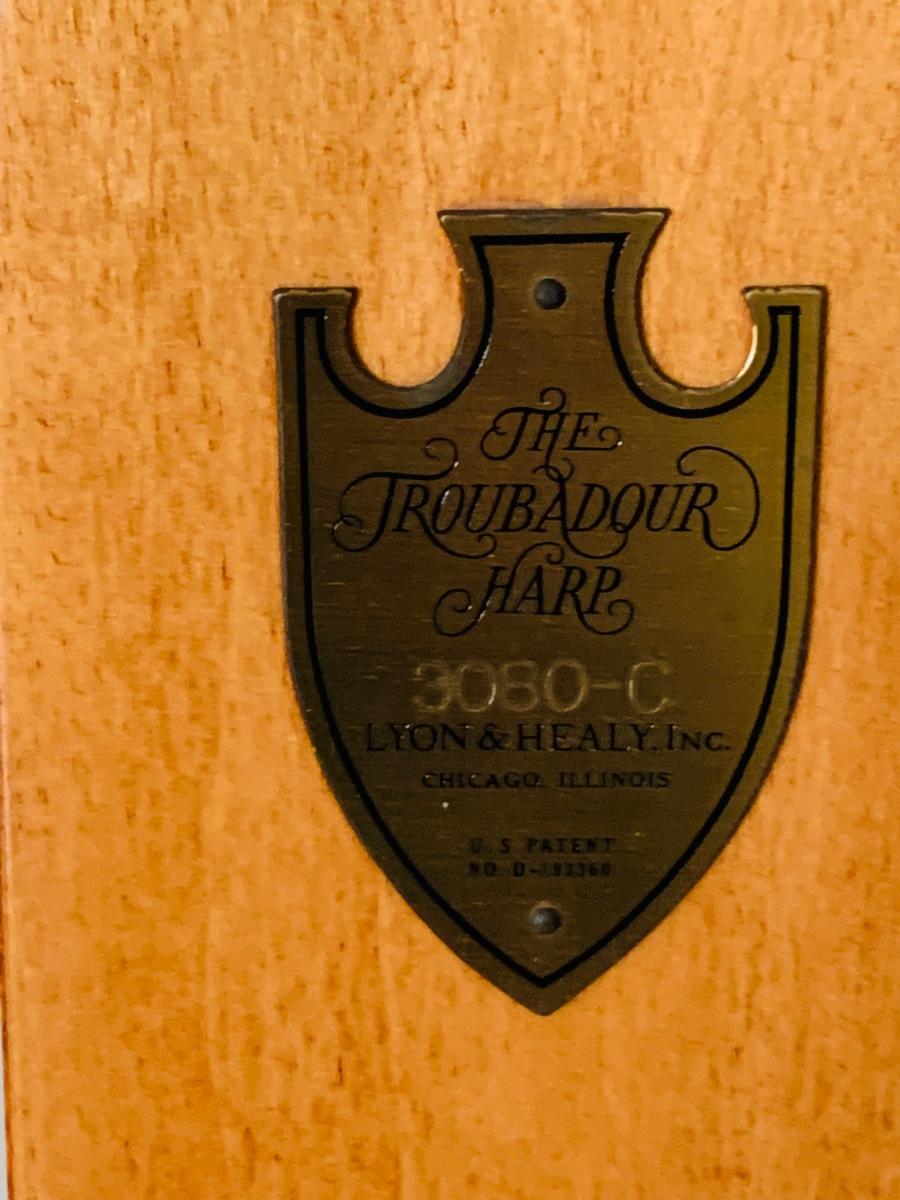 THE
TROUBADOUR
HARP
3080-C
LYON & HEALY, INC.
CHICAGO, ILLINOIS
U.S. PATENT
NO. D-193360